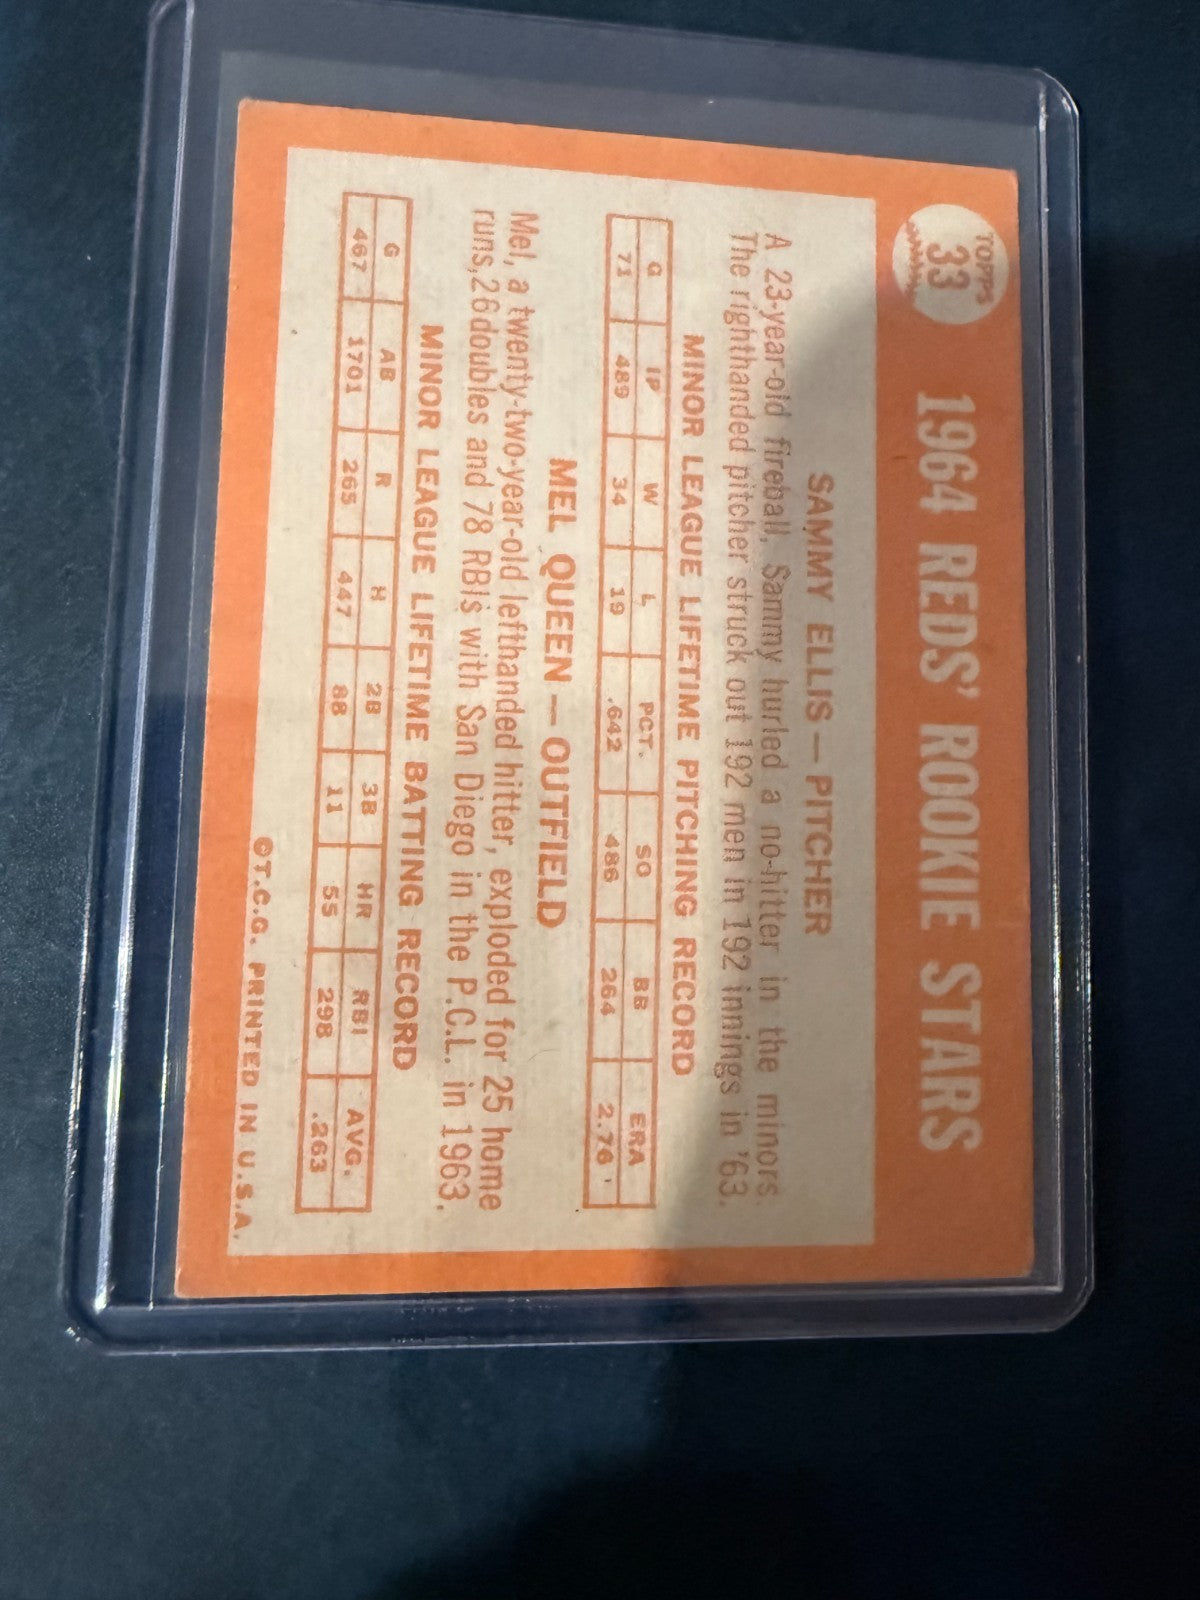 TOPPS
33
1964 REDS' ROOKIE STARS
SAMMY ELLIS—PITCHER
A 23-year-old fireball, Sammy hurled a no-hitter in the minors.
The righthanded pitcher struck out 192 men in 192 innings in '63.
MINOR LEAGUE LIFETIME PITCHING RECORD
G IP W L PCT. SO BB ERA
71 489 34 19 .642 486 264 2.76
MEL QUEEN—OUTFIELD
Mel, a twenty-two-year-old lefthanded hitter, exploded for 25 home
runs, 26 doubles and 78 RBIs with San Diego in the P.C.L. in 1963.
MINOR LEAGUE LIFETIME BATTING RECORD
G AB R H 2B 3B HR RBI AVG.
467 1701 265 447 88 11 55 298 .263
©T.C.G. PRINTED IN U.S.A.